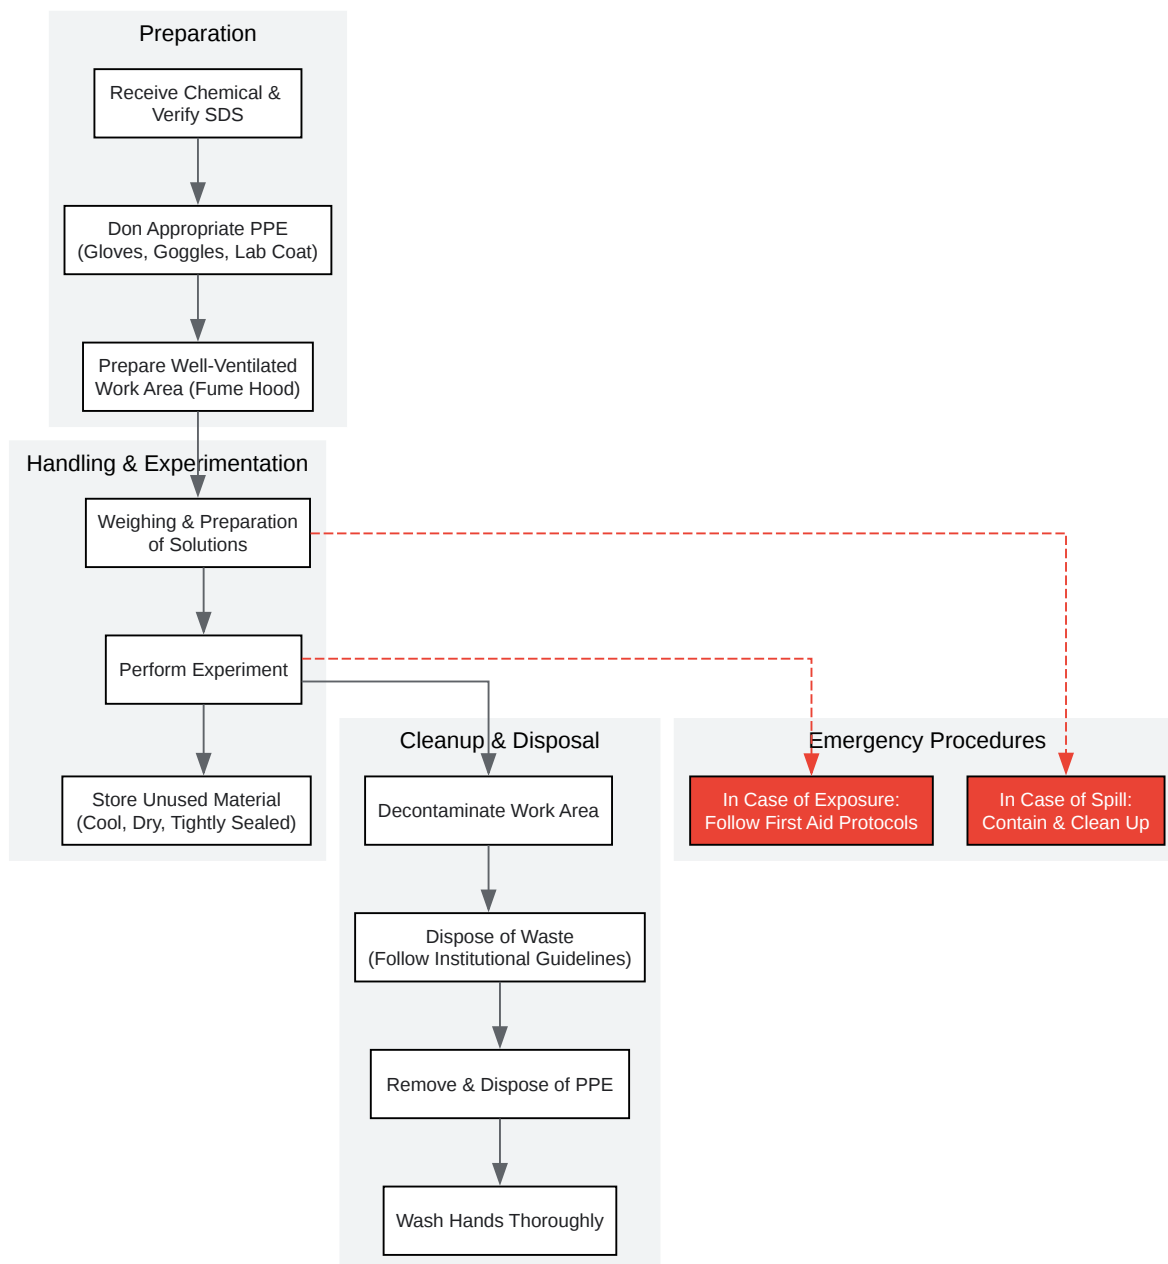 Preparation
Receive Chemical &
Verify SDS
Don Appropriate PPE
(Gloves, Goggles, Lab Coat)
Prepare Well-Ventilated
Work Area (Fume Hood)
Handling & Experimentation
Weighing & Preparation
of Solutions
Perform Experiment
Store Unused Material
(Cool, Dry, Tightly Sealed)
Cleanup & Disposal
Decontaminate Work Area
Dispose of Waste
(Follow Institutional Guidelines)
Remove & Dispose of PPE
Wash Hands Thoroughly
Emergency Procedures
In Case of Exposure:
Follow First Aid Protocols
In Case of Spill:
Contain & Clean Up